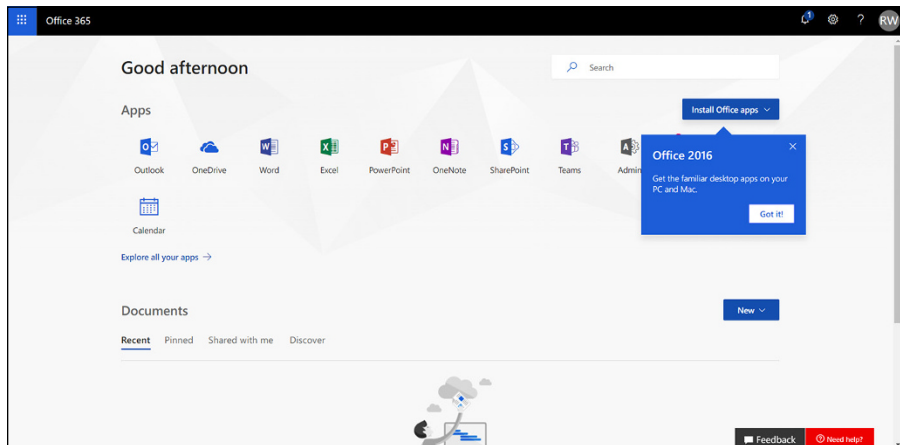 Office 365
1
?
RW
Good afternoon
Search
Apps
Install Office apps
Outlook
OneDrive
Word
Excel
PowerPoint
OneNote
SharePoint
Teams
Admin
Office 2016
Get the familiar desktop apps on your
PC and Mac.
Got it!
Calendar
Explore all your apps →
Documents
New
Recent Pinned Shared with me Discover
Feedback
Need help?